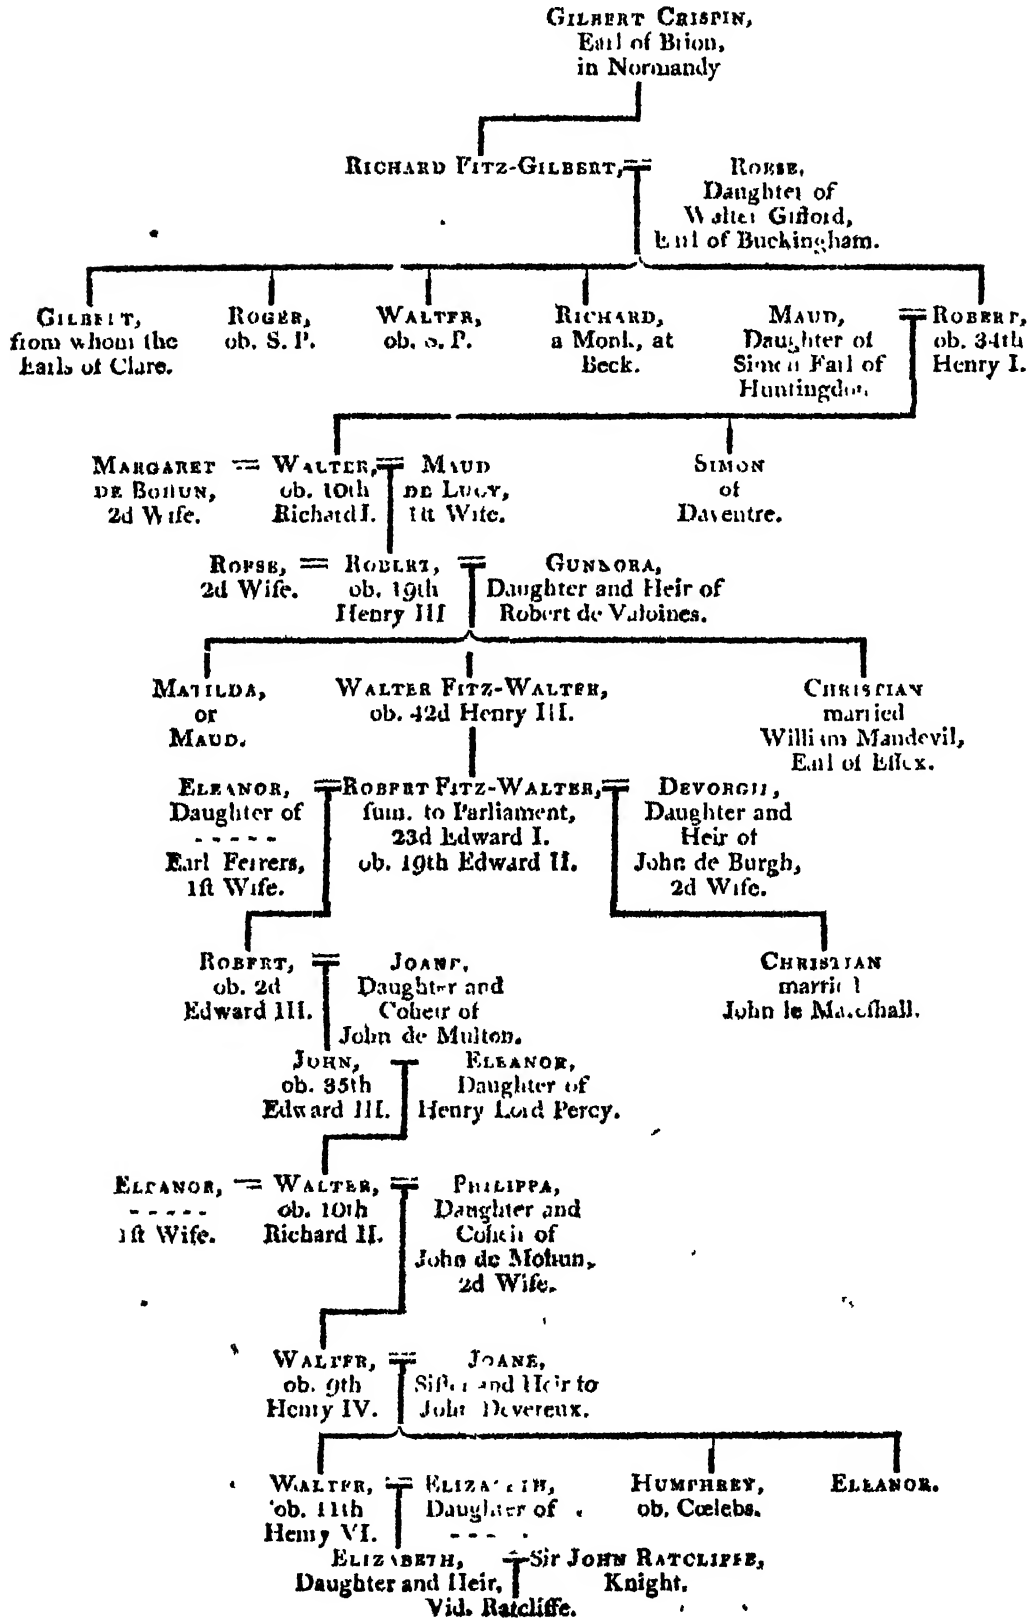 GILBERT CRISPIN,
Earl of Brion,
in Normandy
RICHARD FITZ-GILBERT, = ROESE,
Daughter of
Walter Gifford,
Earl of Buckingham.
GILBERT,
from whom the
Earls of Clare.
ROGER,
ob. S. P.
WALTER,
ob. S. P.
RICHARD,
a Monk, at
Beck.
MAUD,
Daughter of
Simon Earl of
Huntingdon.
= ROBERT,
ob. 34th
Henry I.
MARGARET
DE BOHUN,
2d Wife.
= WALTER,
ob. 10th
Richard I.
= MAUD
DE LUCY,
1st Wife.
SIMON
of
Daventre.
ROESE,
2d Wife.
= ROBERT,
ob. 19th
Henry III
= GUNDORA,
Daughter and Heir of
Robert de Valoines.
MATILDA,
or
MAUD.
WALTER FITZ-WALTER,
ob. 42d Henry III.
CHRISTIAN
married
William Mandevil,
Earl of Essex.
ELEANOR,
Daughter of
- - - - -
Earl Ferrers,
1st Wife.
= ROBERT FITZ-WALTER,
sum. to Parliament,
23d Edward I.
ob. 19th Edward II.
= DEVORGIL,
Daughter and
Heir of
John de Burgh,
2d Wife.
ROBERT,
ob. 2d
Edward III.
= JOANE,
Daughter and
Coheir of
John de Multon.
CHRISTIAN
married
John le Mareshall.
JOHN,
ob. 35th
Edward III.
= ELEANOR,
Daughter of
Henry Lord Percy.
ELEANOR,
- - - - -
1st Wife.
= WALTER,
ob. 10th
Richard II.
= PHILIPPA,
Daughter and
Coheir of
John de Mohun,
2d Wife.
WALTER,
ob. 9th
Henry IV.
= JOANE,
Sister and Heir to
John Devereux.
WALTER,
ob. 11th
Henry VI.
= ELIZABETH,
Daughter of
- - - -
HUMPHREY,
ob. Cœlebs.
ELEANOR.
ELIZABETH,
Daughter and Heir,
= Sir JOHN RATCLIFFE,
Knight.
Vid. Ratcliffe.